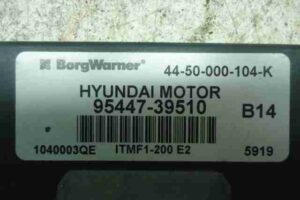 BorgWarner 44-50-000-104-K
HYUNDAI MOTOR
95447-39510 B14
1040003QE ITMF1-200 E2 5919